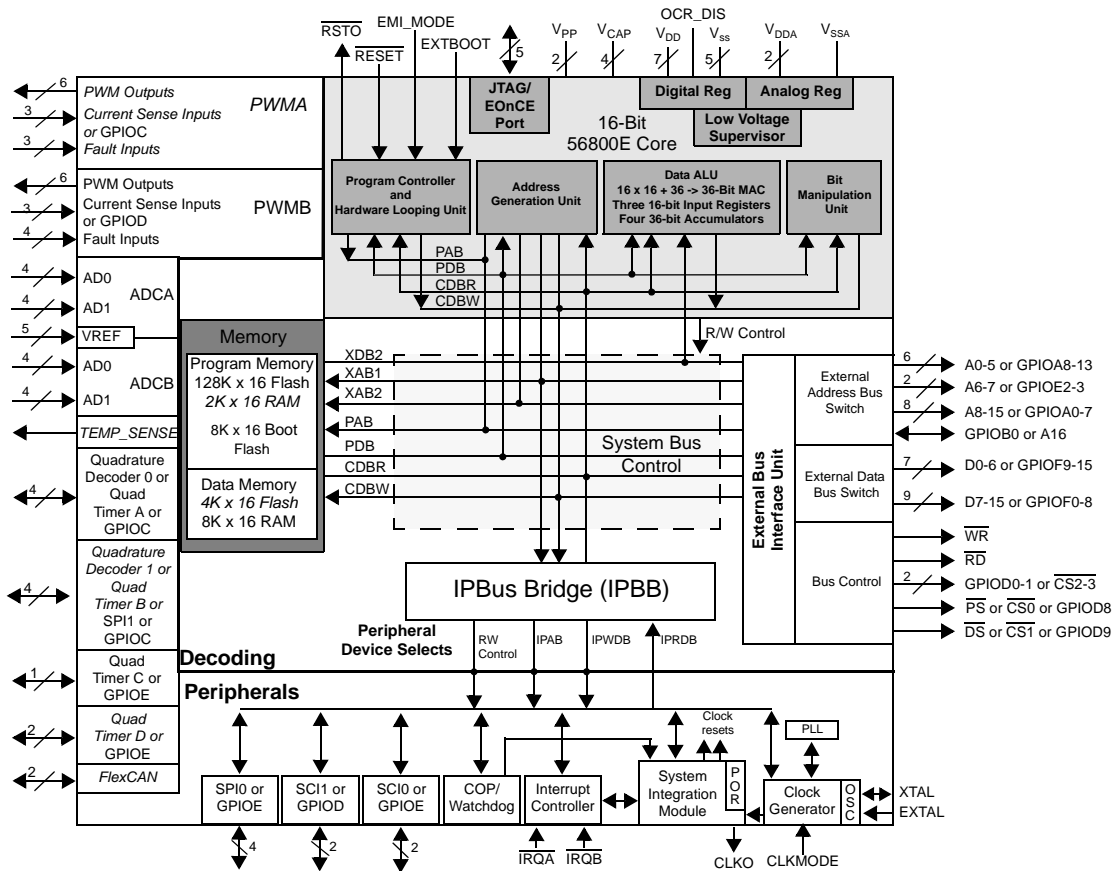 RSTO
EMI_MODE
RESET
EXTBOOT
5
VPP
2
VCAP
4
VDD
7
OCR_DIS
Vss
5
VDDA
2
VSSA
6
PWM Outputs
PWMA
3
Current Sense Inputs
or GPIOC
3
Fault Inputs
6
PWM Outputs
PWMB
3
Current Sense Inputs
or GPIOD
4
Fault Inputs
4
AD0
ADCA
4
AD1
5
VREF
4
AD0
ADCB
4
AD1
TEMP_SENSE
Quadrature
Decoder 0 or
Quad
Timer A or
GPIOC
4
Quadrature
Decoder 1 or
Quad
Timer B or
SPI1 or
GPIOC
4
Quad
Timer C or
GPIOE
1
Quad
Timer D or
GPIOE
2
FlexCAN
2
JTAG/
EOnCE
Port
Digital Reg
Analog Reg
Low Voltage
Supervisor
16-Bit
56800E Core
Program Controller
and
Hardware Looping Unit
Address
Generation Unit
Data ALU
16 x 16 + 36 -> 36-Bit MAC
Three 16-bit Input Registers
Four 36-bit Accumulators
Bit
Manipulation
Unit
PAB
PDB
CDBR
CDBW
R/W Control
Memory
Program Memory
128K x 16 Flash
2K x 16 RAM
8K x 16 Boot
Flash
Data Memory
4K x 16 Flash
8K x 16 RAM
XDB2
XAB1
XAB2
PAB
PDB
CDBR
CDBW
System Bus
Control
External Bus
Interface Unit
External
Address Bus
Switch
External Data
Bus Switch
Bus Control
6
A0-5 or GPIOA8-13
2
A6-7 or GPIOE2-3
8
A8-15 or GPIOA0-7
GPIOB0 or A16
7
D0-6 or GPIOF9-15
9
D7-15 or GPIOF0-8
WR
RD
2
GPIOD0-1 or CS2-3
PS or CS0 or GPIOD8
DS or CS1 or GPIOD9
IPBus Bridge (IPBB)
Peripheral
Device Selects
RW
Control
IPAB
IPWDB
IPRDB
Decoding
Peripherals
Clock
resets
PLL
SPI0 or
GPIOE
SCI1 or
GPIOD
SCI0 or
GPIOE
COP/
Watchdog
Interrupt
Controller
System
Integration
Module
POR
Clock
Generator
OSC
XTAL
EXTAL
4
2
2
IRQA
IRQB
CLKO
CLKMODE